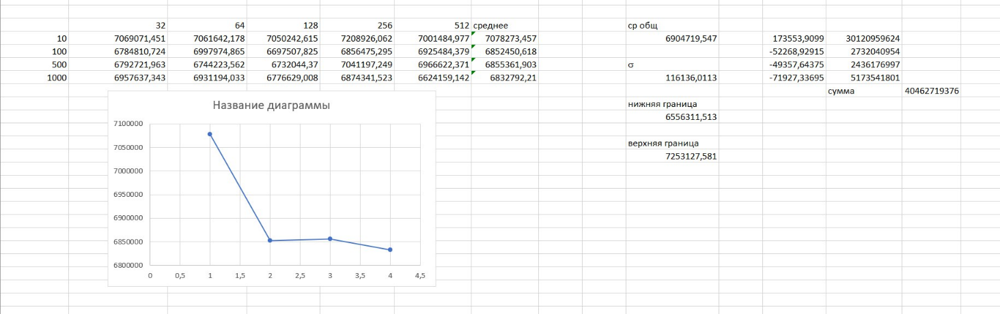 32 64 128 256 512 среднее ср общ
10 7069071,451 7061642,178 7050242,615 7208926,062 7001484,977 7078273,457 6904719,547 173553,9099 30120959624
100 6784810,724 6997974,865 6697507,825 6856475,295 6925484,379 6852450,618 -52268,92915 2732040954
500 6792721,963 6744223,562 6732044,37 7041197,249 6966622,371 6855361,903 σ -49357,64375 2436176997
1000 6957637,343 6931194,033 6776629,008 6874341,523 6624159,142 6832792,21 116136,0113 -71927,33695 5173541801
сумма 40462719376
нижняя граница
6556311,513
верхняя граница
7253127,581
Название диаграммы
7100000
7050000
7000000
6950000
6900000
6850000
6800000
0 0,5 1 1,5 2 2,5 3 3,5 4 4,5